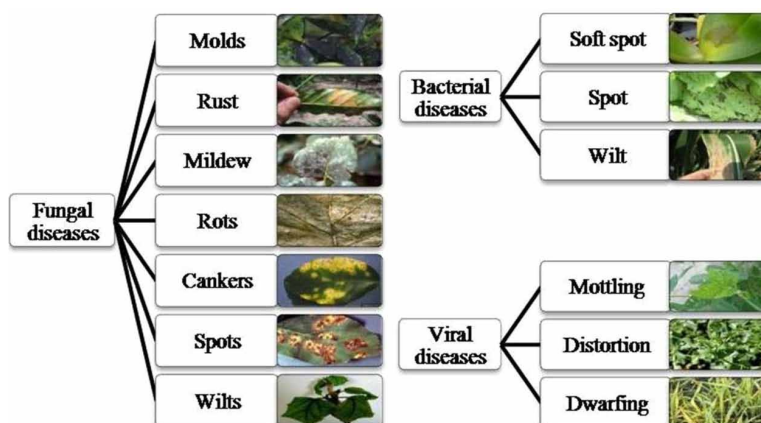 Fungal
diseases
Molds
Rust
Mildew
Rots
Cankers
Spots
Wilts
Bacterial
diseases
Soft spot
Spot
Wilt
Viral
diseases
Mottling
Distortion
Dwarfing